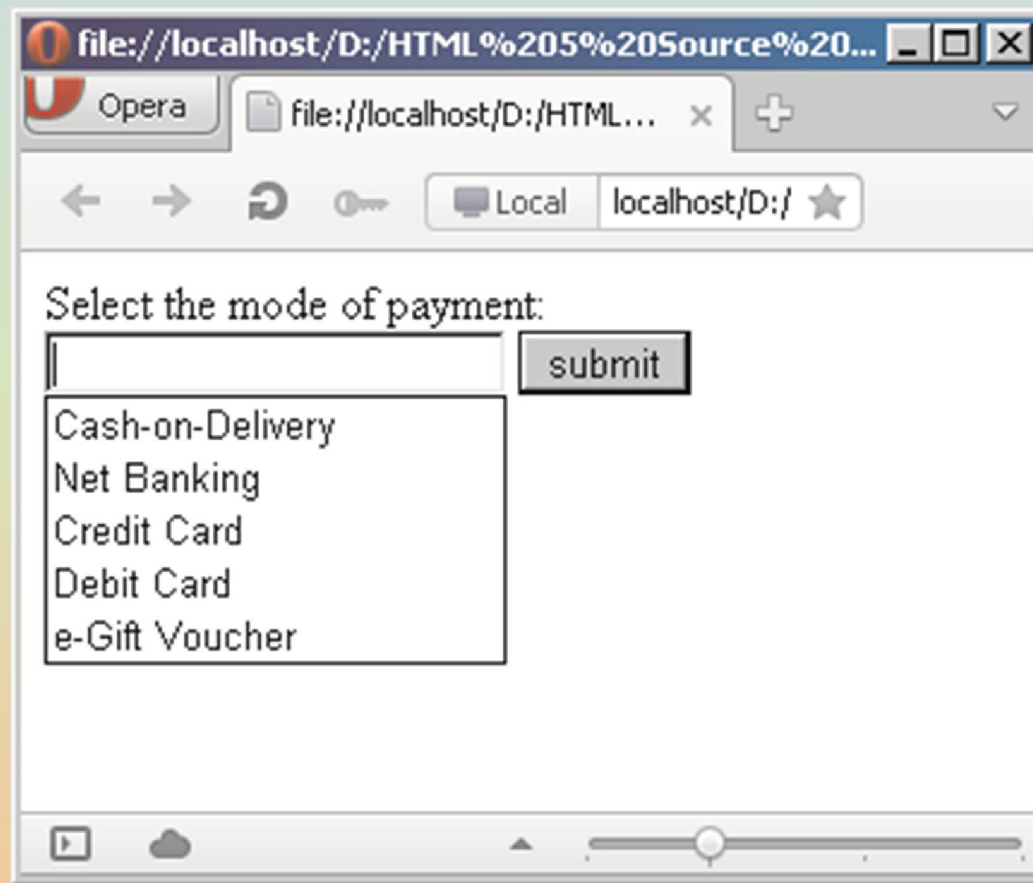 file://localhost/D:/HTML%205%20Source%20...
Opera
file://localhost/D:/HTML...
Local localhost/D:/
Select the mode of payment:
submit
Cash-on-Delivery
Net Banking
Credit Card
Debit Card
e-Gift Voucher